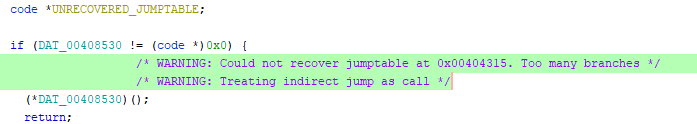 code *UNRECOVERED_JUMPTABLE;
if (DAT_00408530 != (code *)0x0) {
/* WARNING: Could not recover jumptable at 0x00404315. Too many branches */
/* WARNING: Treating indirect jump as call */
(*DAT_00408530)();
return;